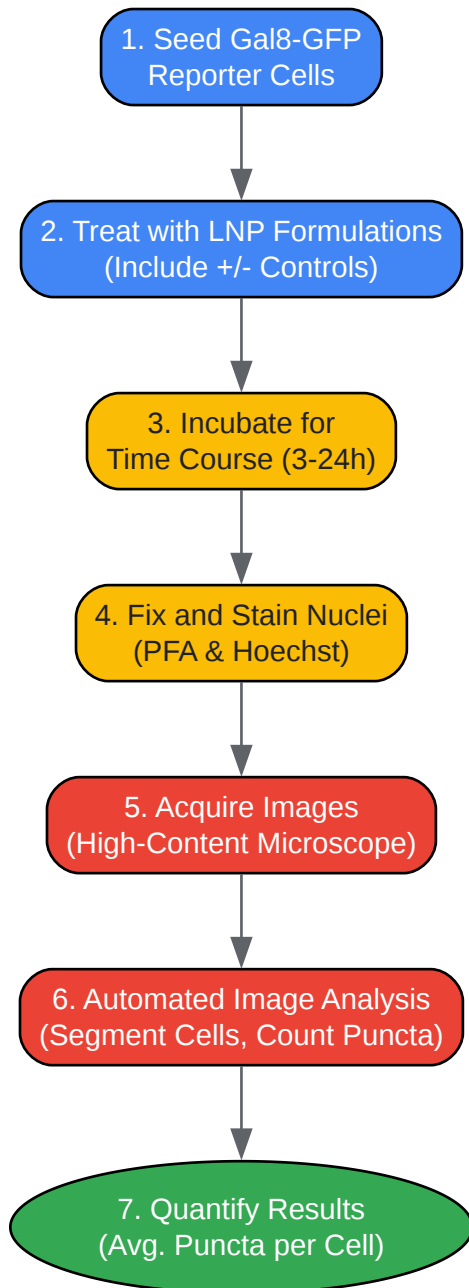 1. Seed Gal8-GFP
Reporter Cells
2. Treat with LNP Formulations
(Include +/- Controls)
3. Incubate for
Time Course (3-24h)
4. Fix and Stain Nuclei
(PFA & Hoechst)
5. Acquire Images
(High-Content Microscope)
6. Automated Image Analysis
(Segment Cells, Count Puncta)
7. Quantify Results
(Avg. Puncta per Cell)